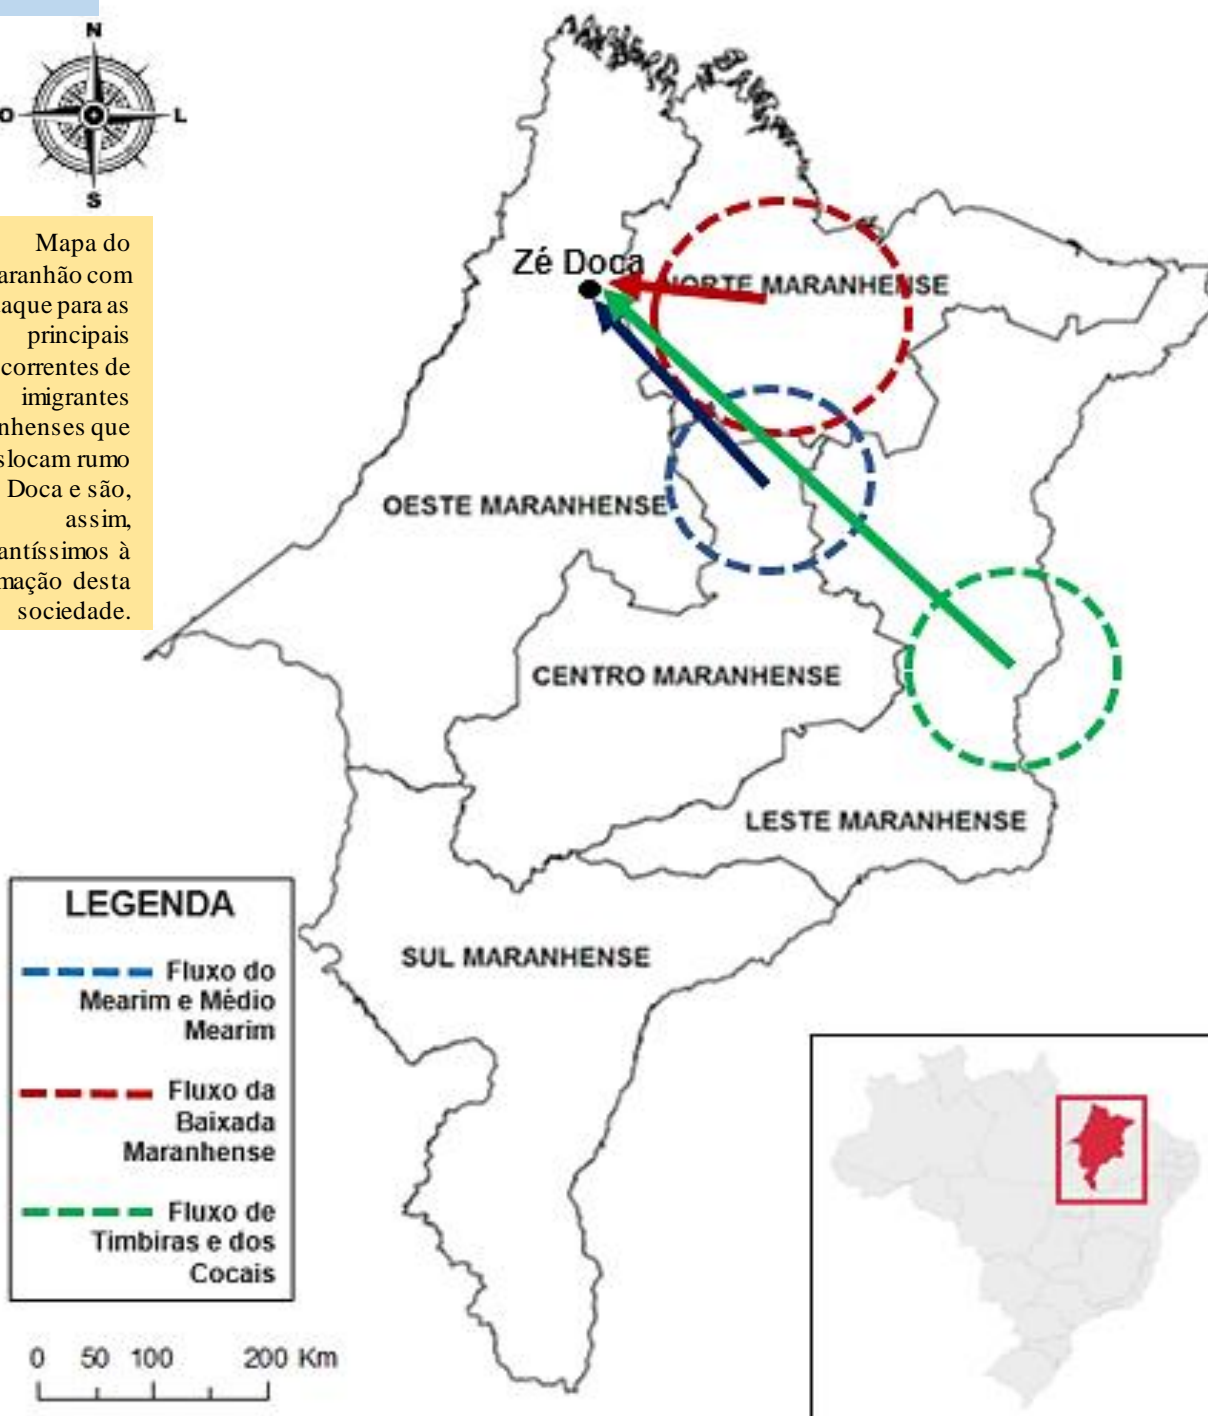 N
O
L
S
Mapa do
aranhão com
aque para as
principais
correntes de
imigrantes
nhenses que
slocam rumo
Doca e são,
assim,
antíssimos à
mação desta
sociedade.
Zé Doca
NORTE MARANHENSE
OESTE MARANHENSE
CENTRO MARANHENSE
LESTE MARANHENSE
SUL MARANHENSE
LEGENDA
Fluxo do
Mearim e Médio
Mearim
Fluxo da
Baixada
Maranhense
Fluxo de
Timbiras e dos
Cocais
0 50 100 200 Km